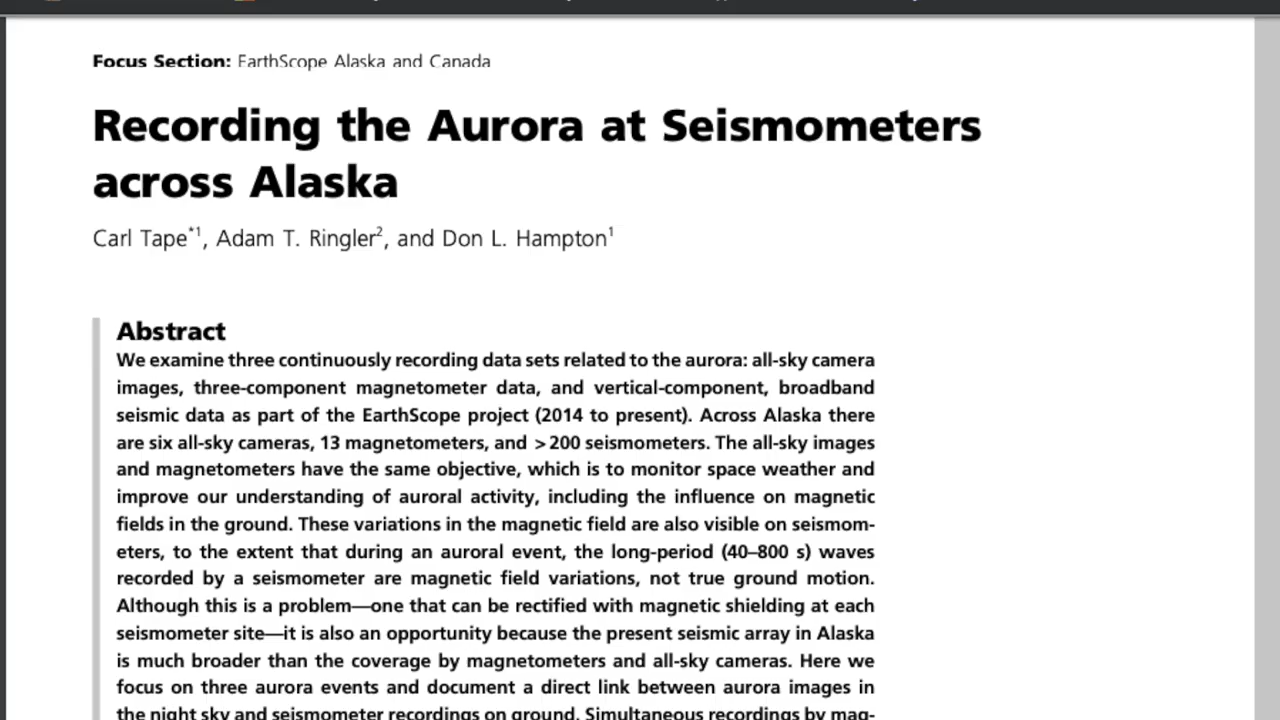 Focus Section: EarthScope Alaska and Canada
Recording the Aurora at Seismometers
across Alaska
Carl Tape*1, Adam T. Ringler2, and Don L. Hampton1
Abstract
We examine three continuously recording data sets related to the aurora: all-sky camera
images, three-component magnetometer data, and vertical-component, broadband
seismic data as part of the EarthScope project (2014 to present). Across Alaska there
are six all-sky cameras, 13 magnetometers, and >200 seismometers. The all-sky images
and magnetometers have the same objective, which is to monitor space weather and
improve our understanding of auroral activity, including the influence on magnetic
fields in the ground. These variations in the magnetic field are also visible on seismom-
eters, to the extent that during an auroral event, the long-period (40–800 s) waves
recorded by a seismometer are magnetic field variations, not true ground motion.
Although this is a problem—one that can be rectified with magnetic shielding at each
seismometer site—it is also an opportunity because the present seismic array in Alaska
is much broader than the coverage by magnetometers and all-sky cameras. Here we
focus on three aurora events and document a direct link between aurora images in
the night sky and seismometer recordings on ground. Simultaneous recordings by mag-